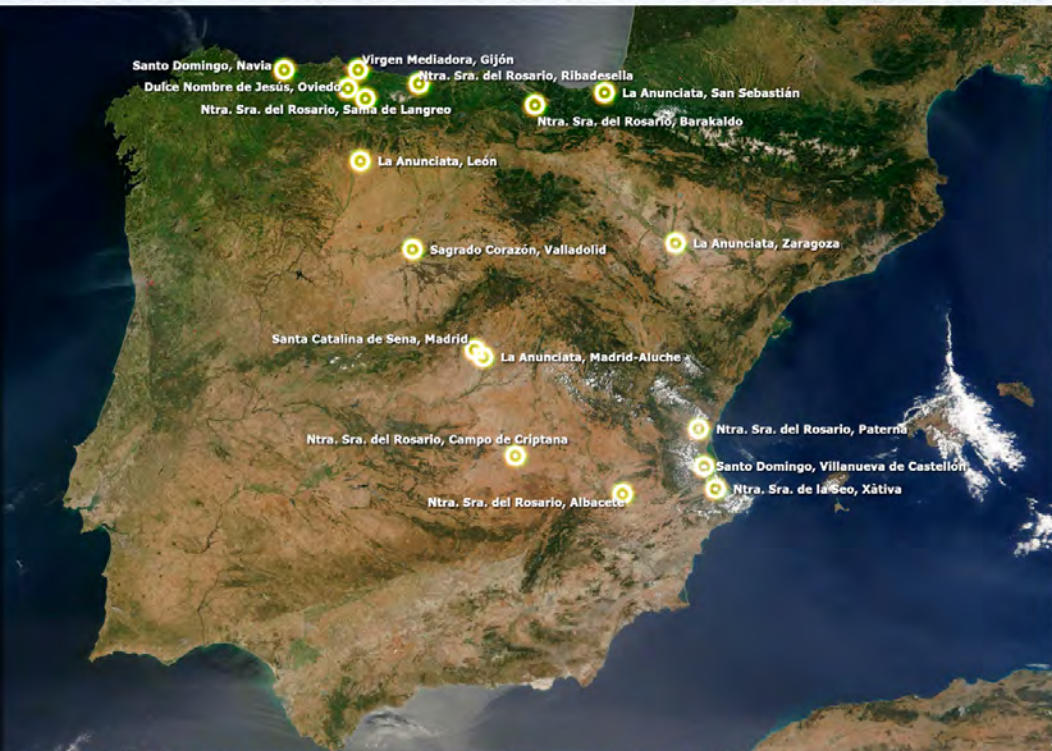 Santo Domingo, Navia
Virgen Mediadora, Gijón
Ntra. Sra. del Rosario, Ribadesella
Dulce Nombre de Jesús, Oviedo
La Anunciata, San Sebastián
Ntra. Sra. del Rosario, Sama de Langreo
Ntra. Sra. del Rosario, Barakaldo
La Anunciata, León
La Anunciata, Zaragoza
Sagrado Corazón, Valladolid
Santa Catalina de Sena, Madrid
La Anunciata, Madrid-Aluche
Ntra. Sra. del Rosario, Paterna
Ntra. Sra. del Rosario, Campo de Criptana
Santo Domingo, Villanueva de Castellón
Ntra. Sra. de la Seo, Xàtiva
Ntra. Sra. del Rosario, Albacete